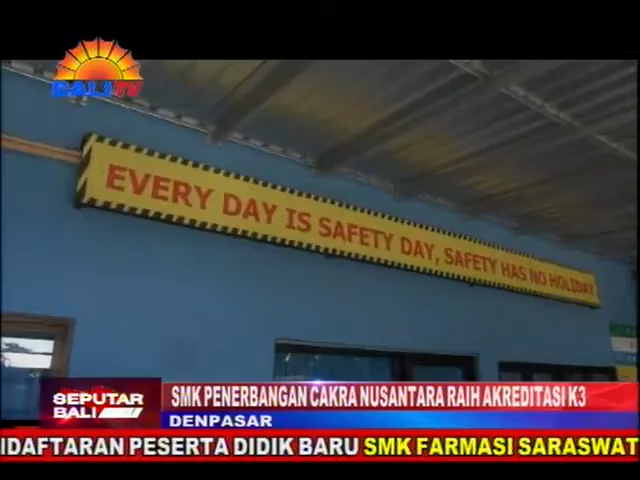 BALI TV
EVERY DAY IS SAFETY DAY, SAFETY HAS NO HOLIDAY
SEPUTAR
BALI
SMK PENERBANGAN CAKRA NUSANTARA RAIH AKREDITASI K3
DENPASAR
IDAFTARAN PESERTA DIDIK BARU SMK FARMASI SARASWAT